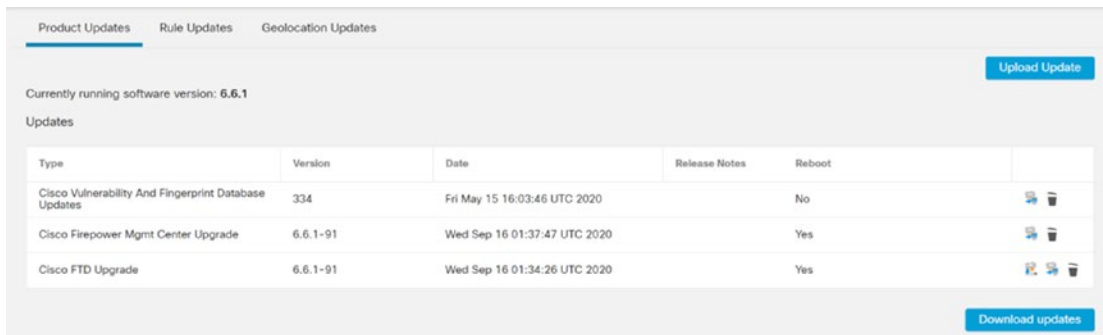 Product Updates Rule Updates Geolocation Updates
Upload Update
Currently running software version: 6.6.1
Updates
Type Version Date Release Notes Reboot
Cisco Vulnerability And Fingerprint Database Updates 334 Fri May 15 16:03:46 UTC 2020 No
Cisco Firepower Mgmt Center Upgrade 6.6.1-91 Wed Sep 16 01:37:47 UTC 2020 Yes
Cisco FTD Upgrade 6.6.1-91 Wed Sep 16 01:34:26 UTC 2020 Yes
Download updates